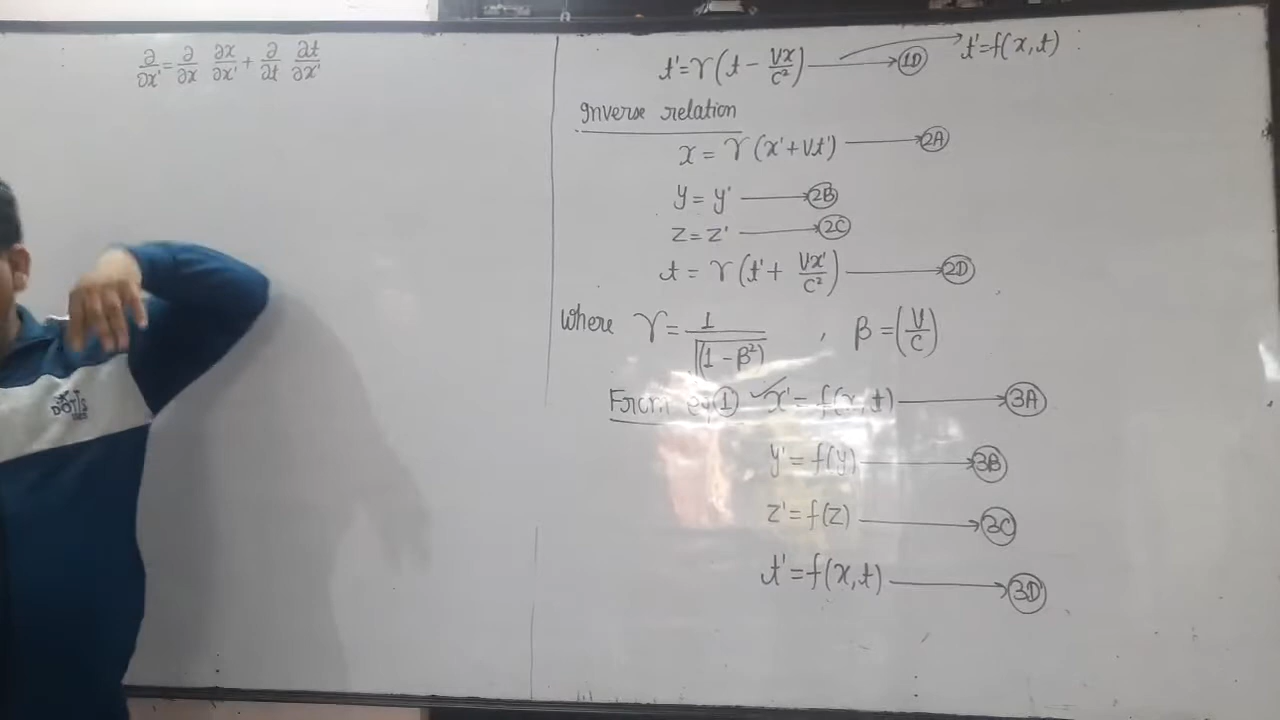 ∂/∂x' = ∂/∂x ∂x/∂x' + ∂/∂t ∂t/∂x'
t' = γ(t - Vx/c²) → 1D t' = f(x,t)
Inverse relation
x = γ(x' + Vt') → 2A
y = y' → 2B
z = z' → 2C
t = γ(t' + Vx'/c²) → 2D
Where γ = 1/√(1 - β²) , β = (V/c)
From eq 1 ✓ x' = f(x,t) → 3A
y' = f(y) → 3B
z' = f(z) → 3C
t' = f(x,t) → 3D